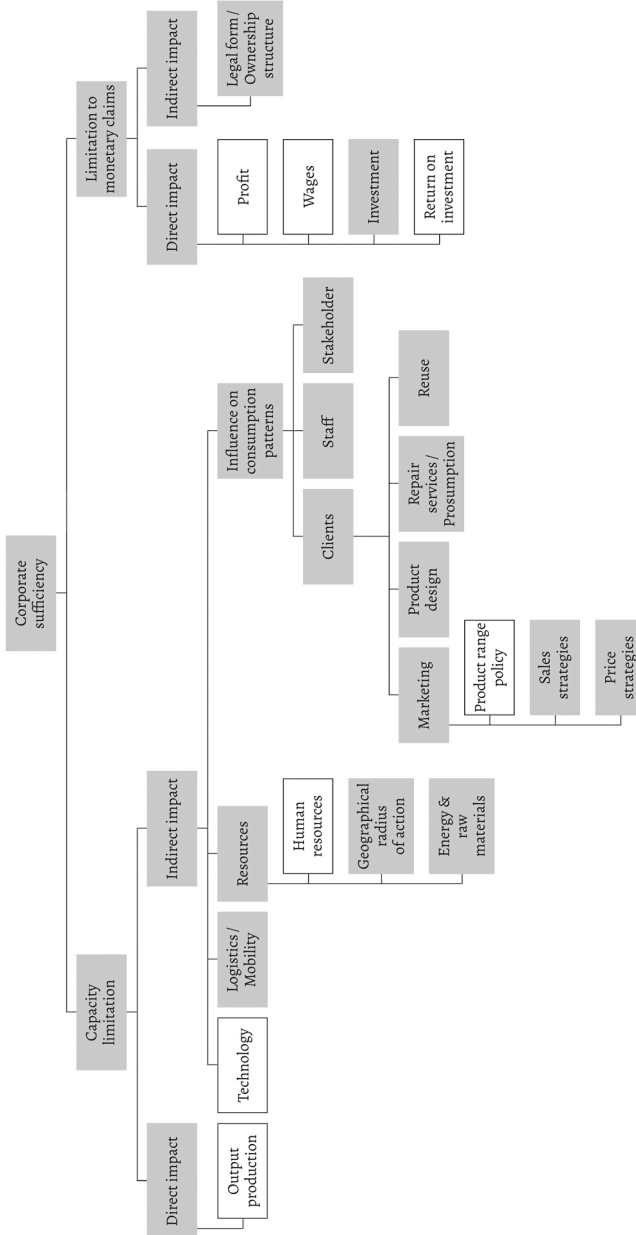 Corporate
sufficiency
Capacity
limitation
Limitation to
monetary claims
Direct impact
Indirect impact
Direct impact
Indirect impact
Output
production
Technology
Logistics /
Mobility
Resources
Influence on
consumption
patterns
Profit
Legal form /
Ownership
structure
Human
resources
Geographical
radius
of action
Energy &
raw
materials
Clients
Staff
Stakeholder
Wages
Investment
Return on
investment
Marketing
Product
design
Repair
services /
Prosumption
Reuse
Product range
policy
Sales
strategies
Price
strategies